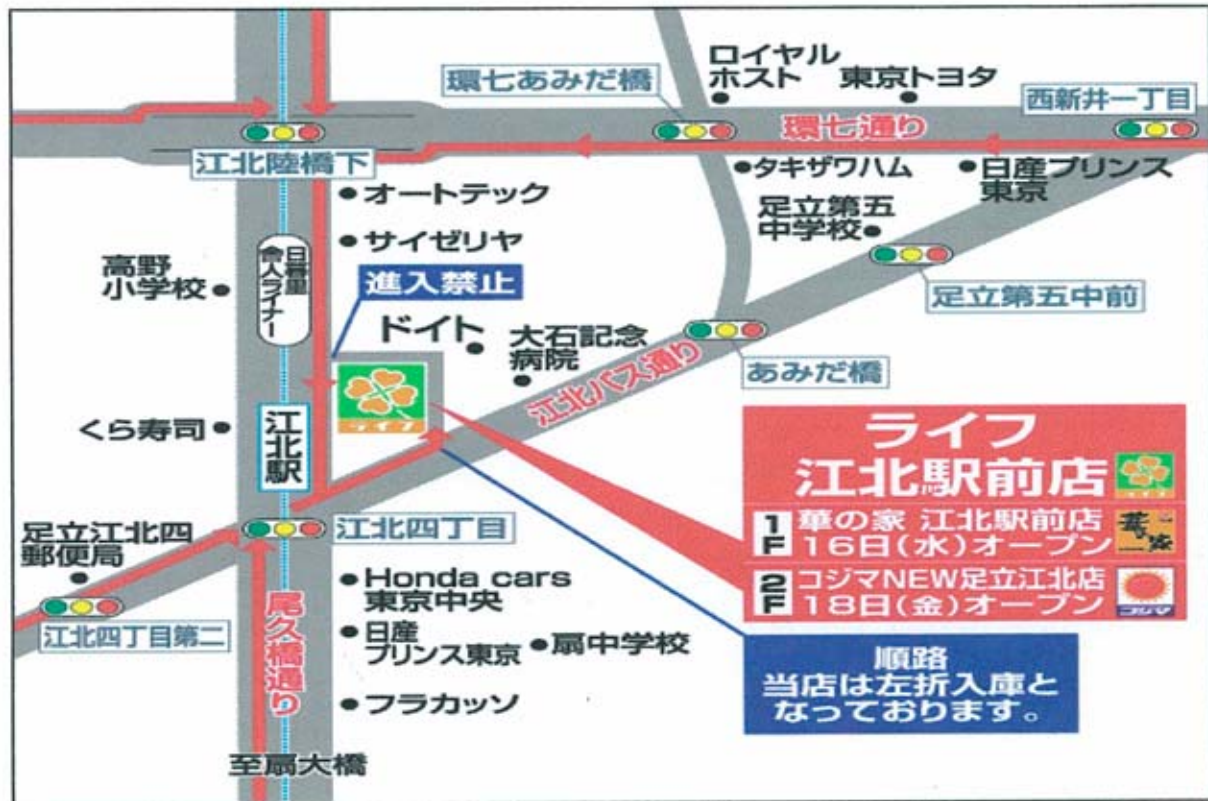 ロイヤル
ホスト
東京トヨタ
環七あみだ橋
西新井一丁目
環七通り
江北陸橋下
タキザワハム
日産プリンス
東京
オートテック
足立第五
中学校
サイゼリヤ
日暮里
舎人ライナー
高野
小学校
進入禁止
足立第五中前
ドイト
大石記念
病院
あみだ橋
江北バス通り
ライフ
くら寿司
江北駅
ライフ
江北駅前店
ライフ
1F
華の家 江北駅前店
16日(水)オープン
華の家
2F
コジマNEW足立江北店
18日(金)オープン
コジマ
足立江北四
郵便局
江北四丁目
江北四丁目第二
Honda cars
東京中央
日産
プリンス東京
扇中学校
尾久橋通り
フラカッソ
順路
当店は左折入庫と
なっております。
至扇大橋